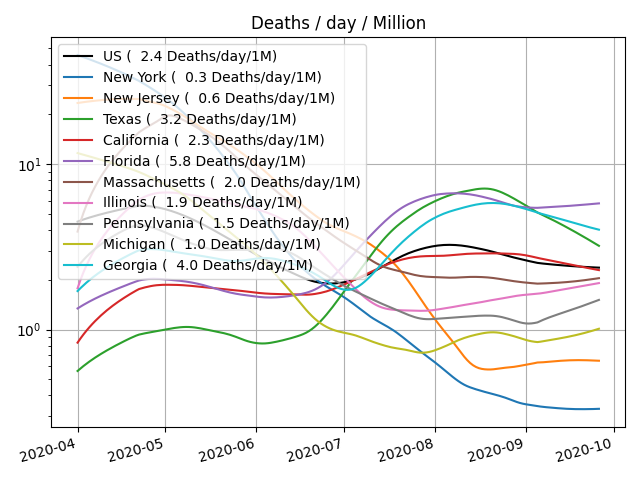 Deaths / day / Million
US (  2.4 Deaths/day/1M)
New York (  0.3 Deaths/day/1M)
New Jersey (  0.6 Deaths/day/1M)
Texas (  3.2 Deaths/day/1M)
California (  2.3 Deaths/day/1M)
Florida (  5.8 Deaths/day/1M)
Massachusetts (  2.0 Deaths/day/1M)
Illinois (  1.9 Deaths/day/1M)
Pennsylvania (  1.5 Deaths/day/1M)
Michigan (  1.0 Deaths/day/1M)
Georgia (  4.0 Deaths/day/1M)
10¹
10⁰
2020-04 2020-05 2020-06 2020-07 2020-08 2020-09 2020-10